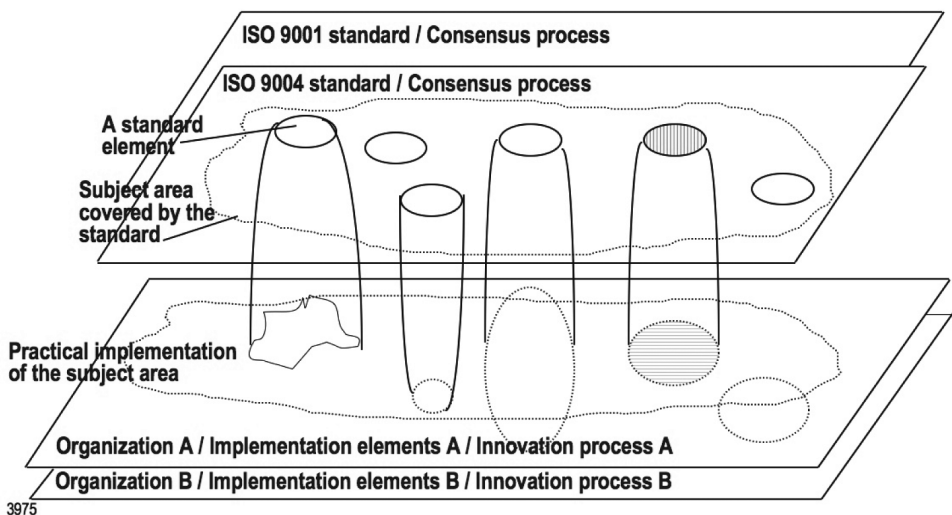 ISO 9001 standard / Consensus process
ISO 9004 standard / Consensus process
A standard
element
Subject area
covered by the
standard
Practical implementation
of the subject area
Organization A / Implementation elements A / Innovation process A
Organization B / Implementation elements B / Innovation process B
3975